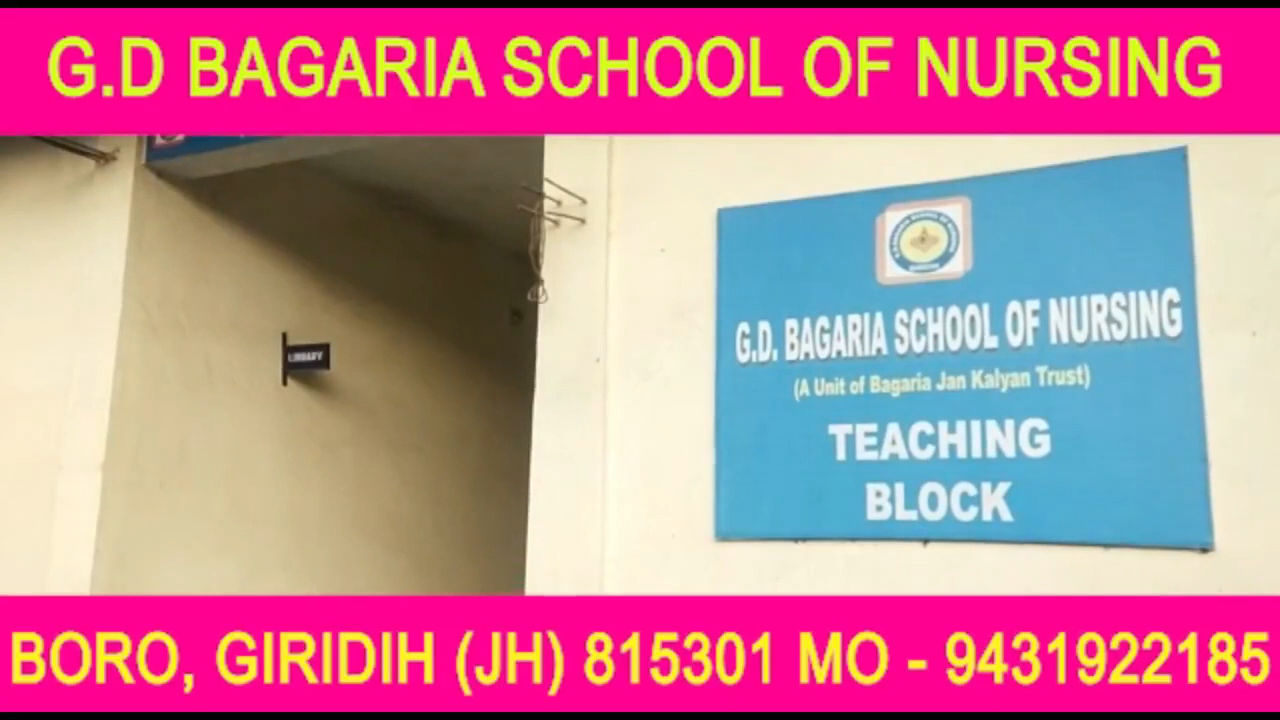 G.D BAGARIA SCHOOL OF NURSING
LIBRARY
G.D. BAGARIA SCHOOL OF NURSING
(A Unit of Bagaria Jan Kalyan Trust)
TEACHING
BLOCK
BORO, GIRIDIH (JH) 815301 MO - 9431922185